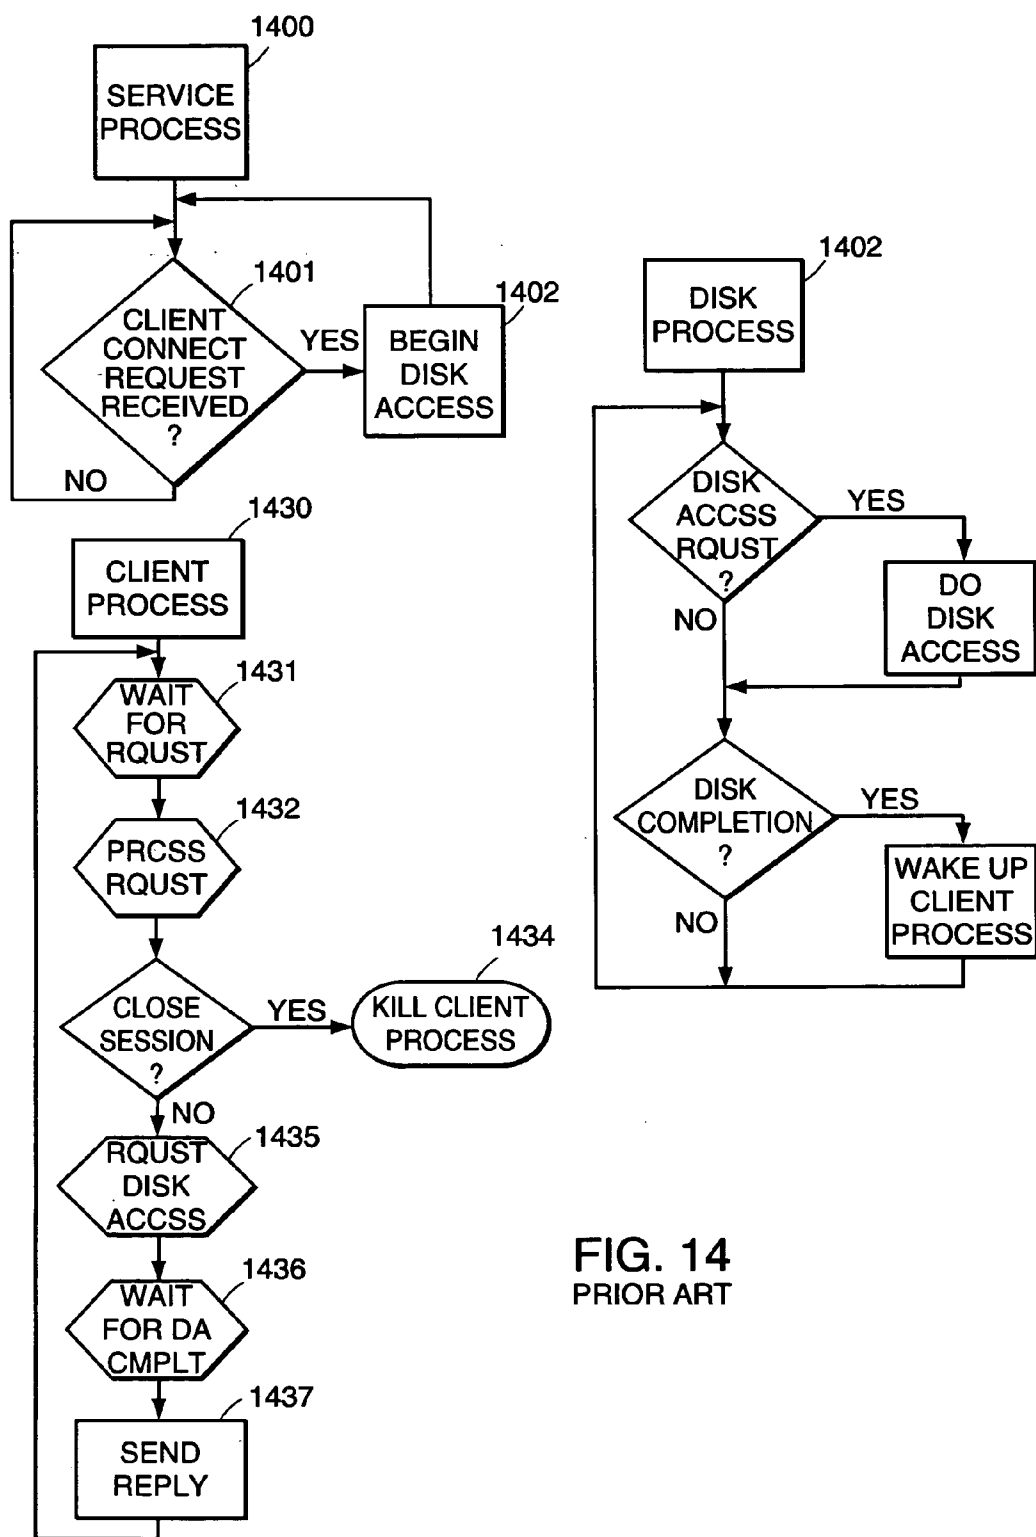 1400
SERVICE
PROCESS
1401
CLIENT
CONNECT
REQUEST
RECEIVED
?
YES
NO
1402
BEGIN
DISK
ACCESS
1430
CLIENT
PROCESS
1431
WAIT
FOR
RQUST
1432
PRCSS
RQUST
CLOSE
SESSION
?
YES
NO
1434
KILL CLIENT
PROCESS
1435
RQUST
DISK
ACCSS
1436
WAIT
FOR DA
CMPLT
1437
SEND
REPLY
1402
DISK
PROCESS
DISK
ACCSS
RQUST
?
YES
NO
DO
DISK
ACCESS
DISK
COMPLETION
?
YES
NO
WAKE UP
CLIENT
PROCESS
FIG. 14
PRIOR ART